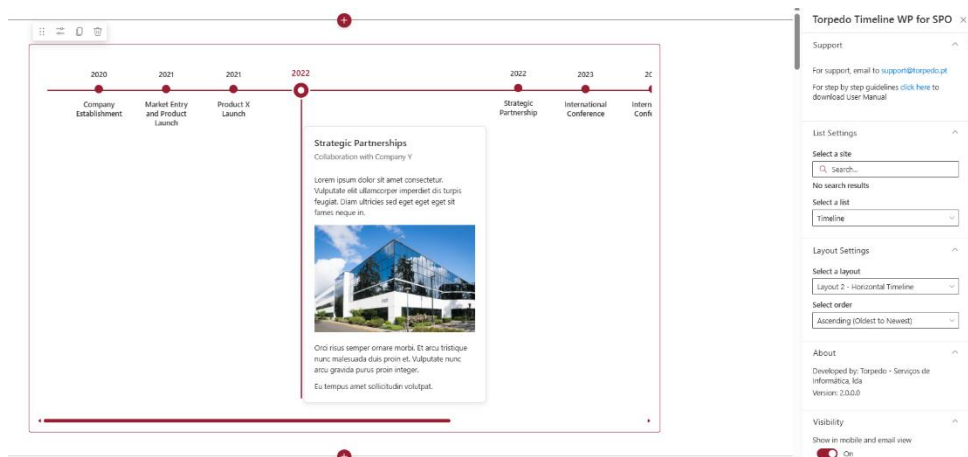 2020
Company
Establishment
2021
Market Entry
and Product
Launch
2021
Product X
Launch
2022
Strategic Partnerships
Collaboration with Company Y
Lorem ipsum dolor sit amet consectetur.
Vulputate elit ullamcorper imperdiet dis turpis
feugiat. Diam ultricies sed eget eget eget sit
fames neque in.
Orci risus semper ornare morbi. Et arcu tristique
nunc malesuada duis proin et. Vulputate nunc
arcu gravida purus proin integer.
Eu tempus amet sollicitudin volutpat.
2022
Strategic
Partnership
2023
International
Conference
20
Intern
Confe
Torpedo Timeline WP for SPO
Support
For support, email to support@torpedo.pt
For step by step guidelines click here to
download User Manual
List Settings
Select a site
Search...
No search results
Select a list
Timeline
Layout Settings
Select a layout
Layout 2 - Horizontal Timeline
Select order
Ascending (Oldest to Newest)
About
Developed by: Torpedo - Serviços de
Informática, lda
Version: 2.0.0.0
Visibility
Show in mobile and email view
On